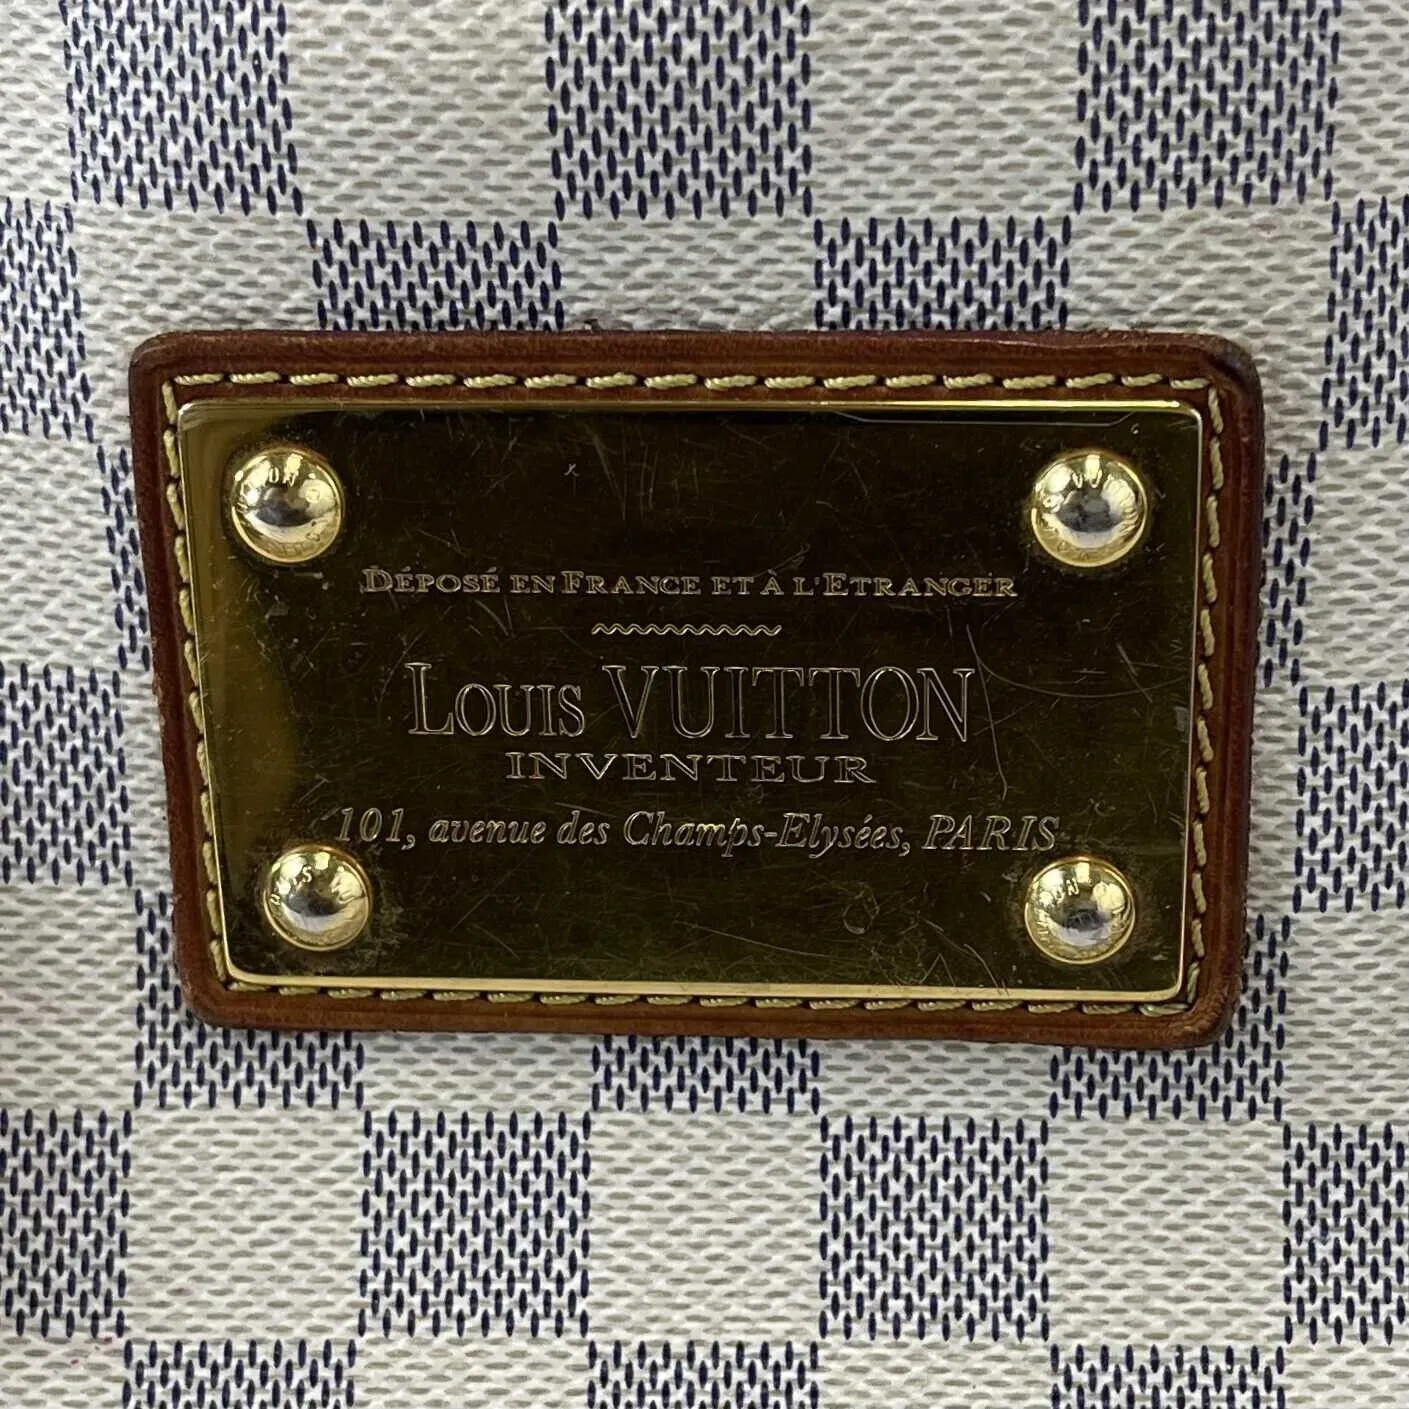 DÉPOSÉ EN FRANCE ET À L'ETRANGER
LOUIS VUITTON
INVENTEUR
101, avenue des Champs-Elysées, PARIS